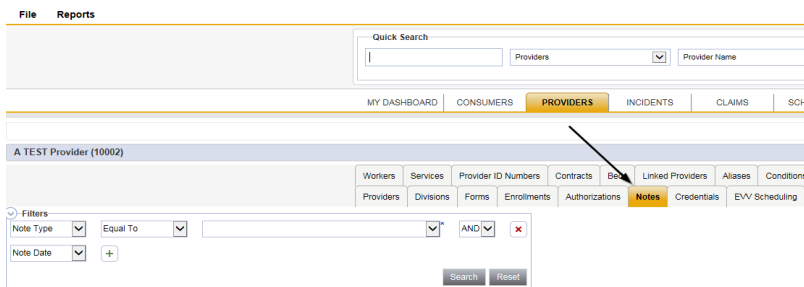 File Reports
Quick Search
Providers Provider Name
MY DASHBOARD CONSUMERS PROVIDERS INCIDENTS CLAIMS SCH
A TEST Provider (10002)
Workers Services Provider ID Numbers Contracts Linked Providers Aliases Conditions
Providers Divisions Forms Enrollments Authorizations Notes Credentials EVV Scheduling
Filters
Note Type Equal To * AND
Note Date
Search Reset